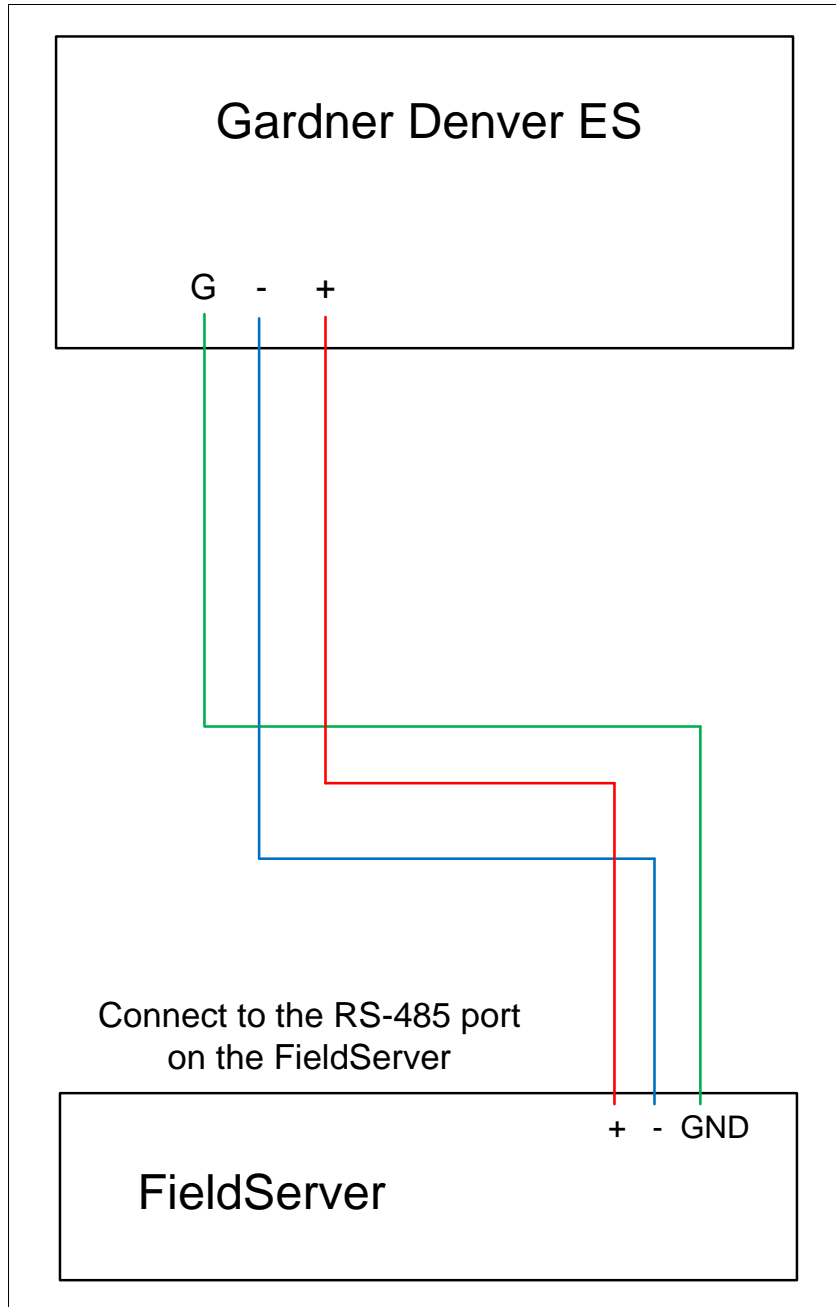 Gardner Denver ES
G - +
Connect to the RS-485 port
on the FieldServer
+ - GND
FieldServer